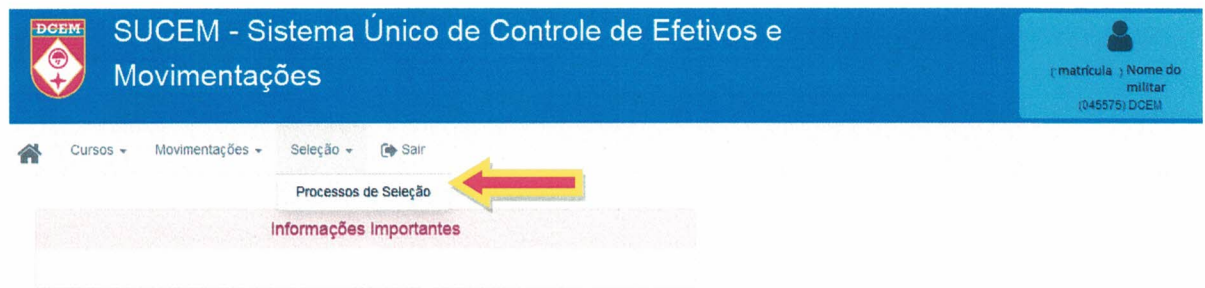 DCEM
SUCEM - Sistema Único de Controle de Efetivos e
Movimentações
( matrícula ) Nome do
militar
(045575) DCEM
Cursos Movimentações Seleção Sair
Processos de Seleção
Informações Importantes